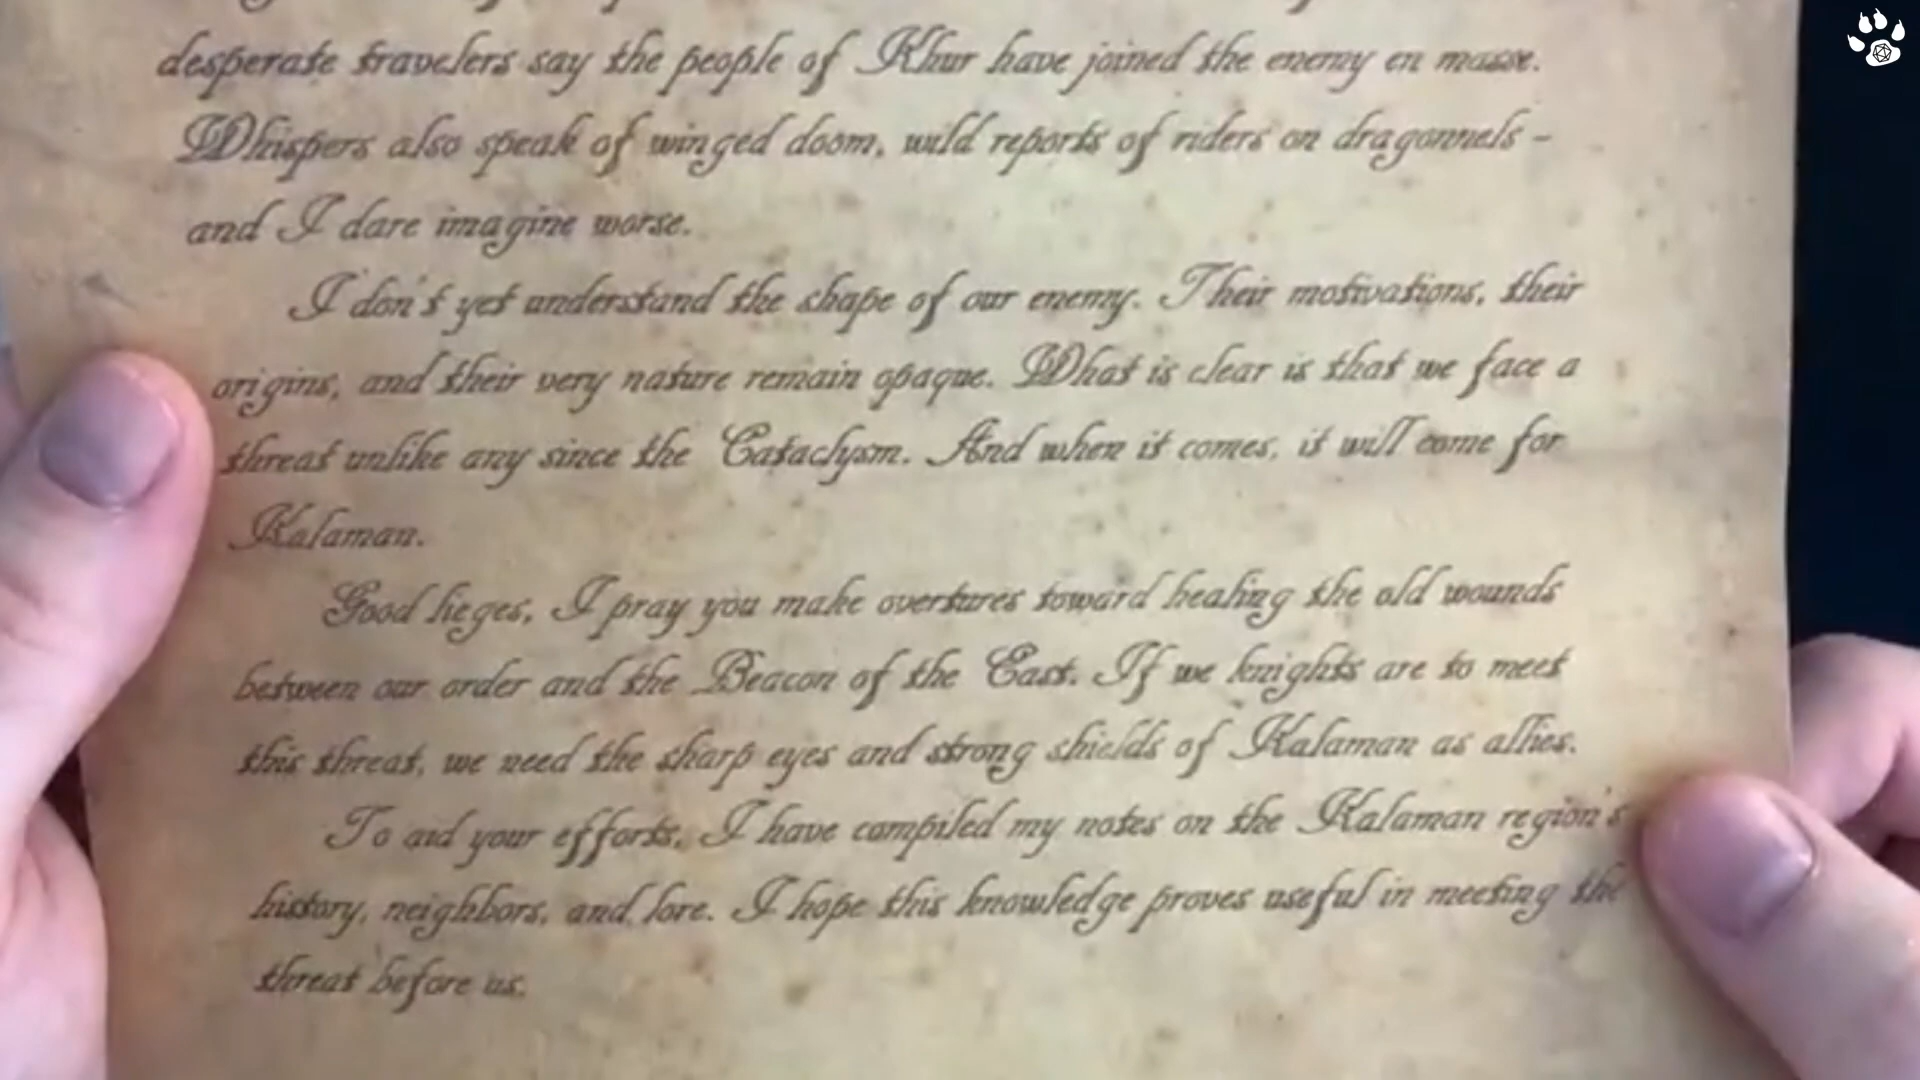 desperate travelers say the people of Khur have joined the enemy en masse.
Whispers also speak of winged doom, wild reports of riders on dragonnels -
and I dare imagine worse.
I don't yet understand the shape of our enemy. Their motivations, their
origins, and their very nature remain opaque. What is clear is that we face a
threat unlike any since the Cataclysm. And when it comes, it will come for
Kalaman.
Good lieges, I pray you make overtures toward healing the old wounds
between our order and the Beacon of the East. If we knights are to meet
this threat, we need the sharp eyes and strong shields of Kalaman as allies.
To aid your efforts, I have compiled my notes on the Kalaman region's
history, neighbors, and lore. I hope this knowledge proves useful in meeting the
threat before us.